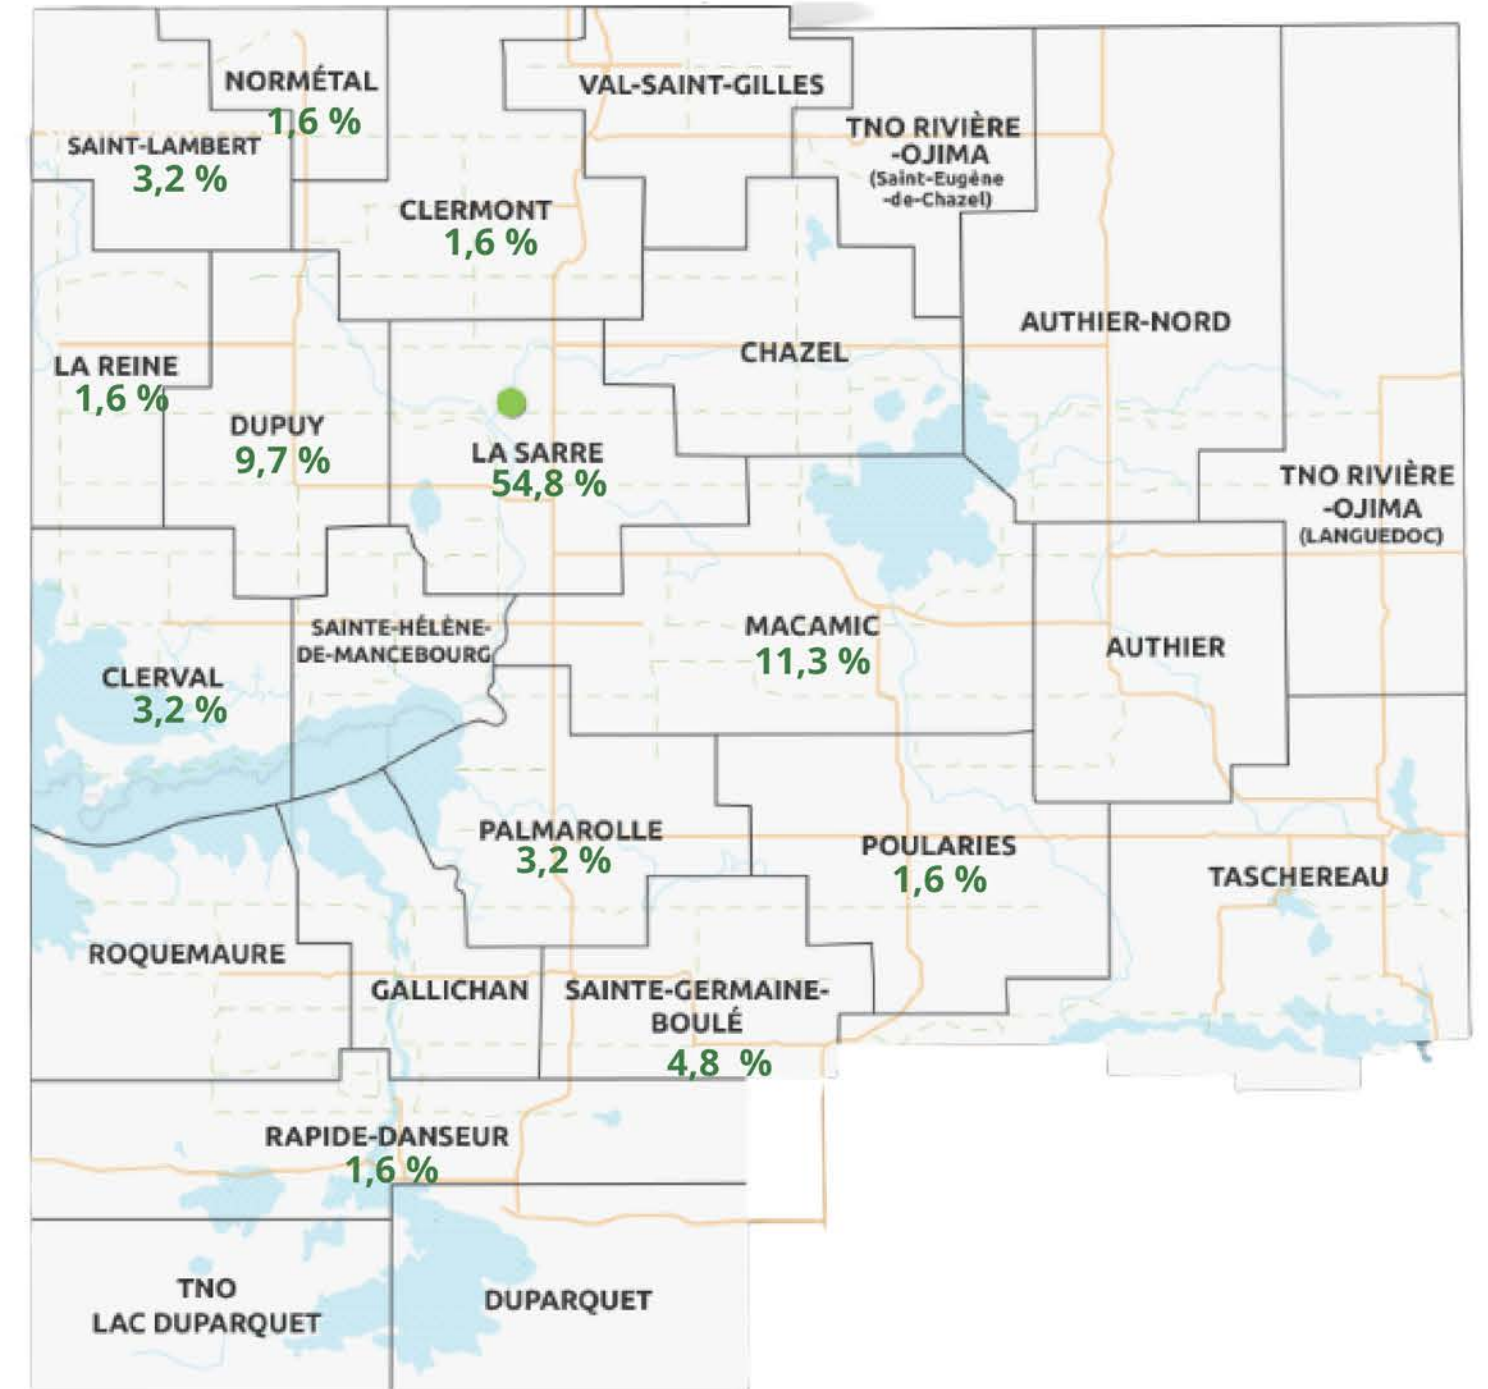 NORMÉTAL
1,6 %
VAL-SAINT-GILLES
TNO RIVIÈRE
-OJIMA
(Saint-Eugène
-de-Chazel)
SAINT-LAMBERT
3,2 %
CLERMONT
1,6 %
AUTHIER-NORD
CHAZEL
LA REINE
1,6 %
DUPUY
9,7 %
LA SARRE
54,8 %
TNO RIVIÈRE
-OJIMA
(LANGUEDOC)
SAINTE-HÉLÈNE-
DE-MANCEBOURG
MACAMIC
11,3 %
AUTHIER
CLERVAL
3,2 %
PALMAROLLE
3,2 %
POULARIES
1,6 %
TASCHEREAU
ROQUEMAURE
GALLICHAN
SAINTE-GERMAINE-
BOULÉ
4,8 %
RAPIDE-DANSEUR
1,6 %
TNO
LAC DUPARQUET
DUPARQUET